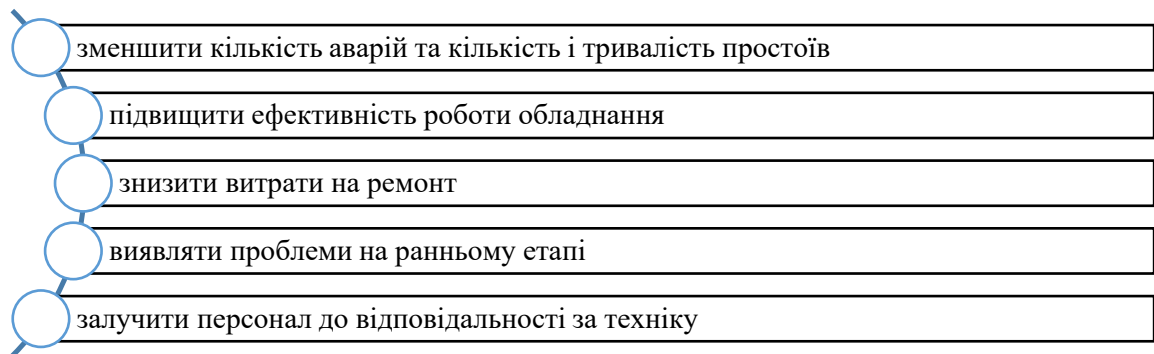 зменшити кількість аварій та кількість і тривалість простоїв
підвищити ефективність роботи обладнання
знизити витрати на ремонт
виявляти проблеми на ранньому етапі
залучити персонал до відповідальності за техніку